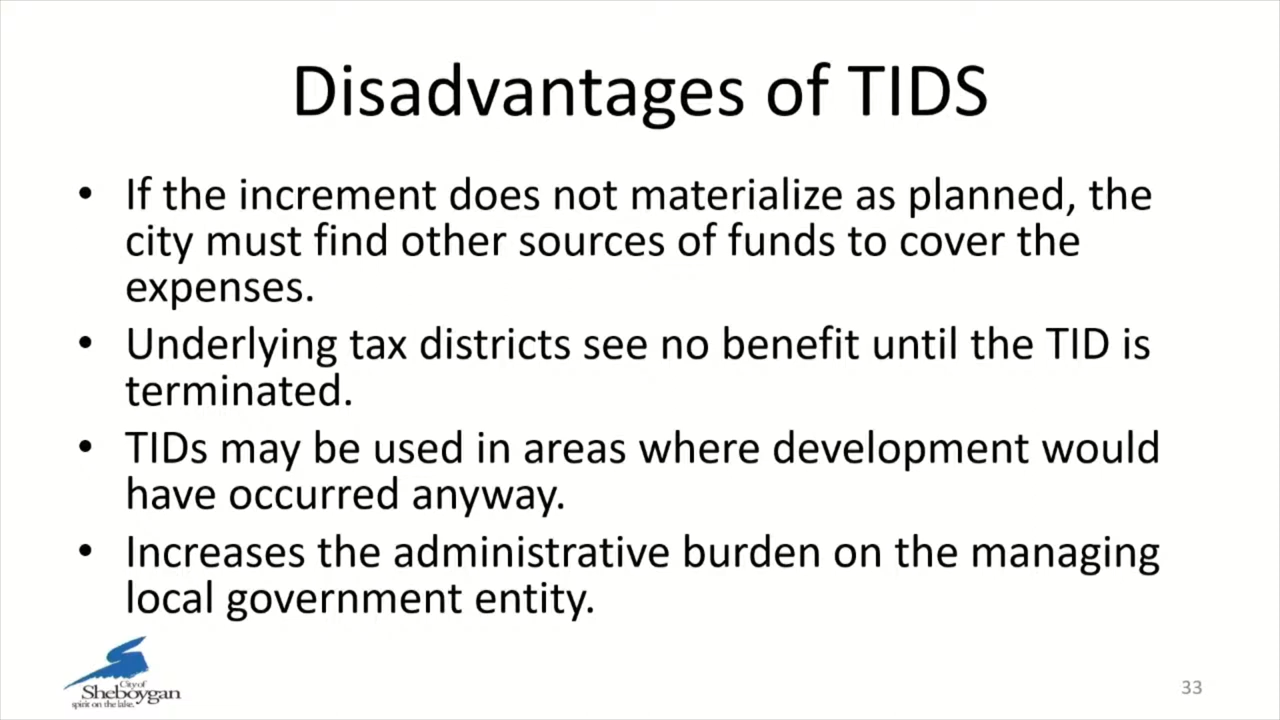 Disadvantages of TIDS
• If the increment does not materialize as planned, the
city must find other sources of funds to cover the
expenses.
• Underlying tax districts see no benefit until the TID is
terminated.
• TIDs may be used in areas where development would
have occurred anyway.
• Increases the administrative burden on the managing
local government entity.
City of
Sheboygan
spirit on the lake.
33